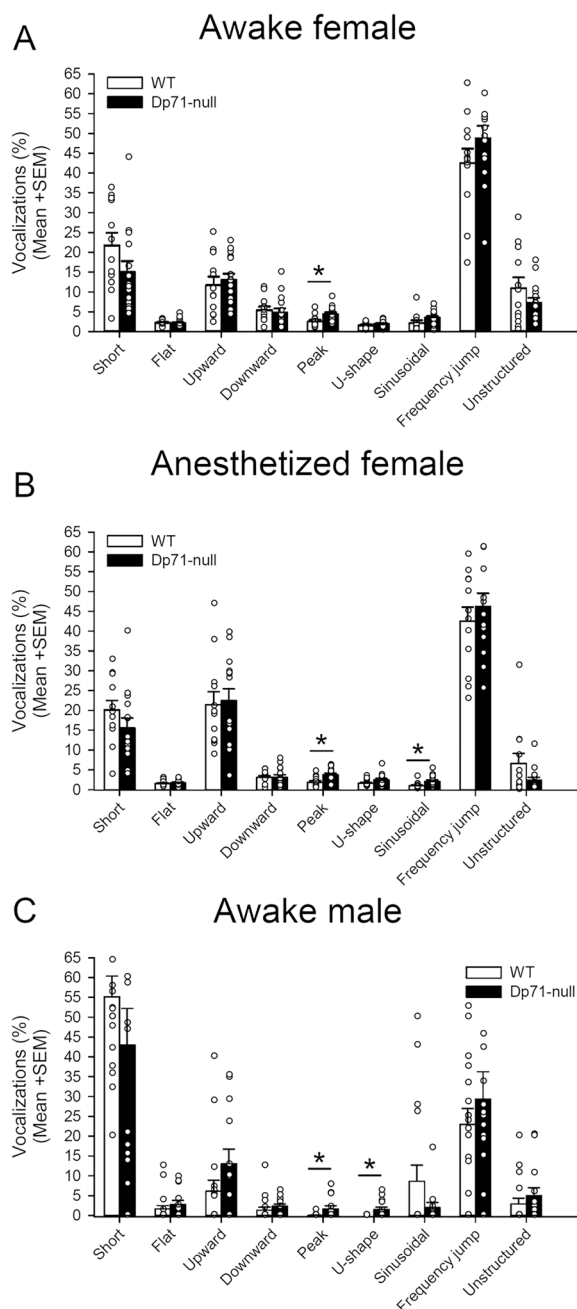 A
Awake female
65
60
55
50
45
40
35
30
25
20
15
10
5
0
Vocalizations (%)
(Mean +SEM)
WT
Dp71-null
*
Short
Flat
Upward
Downward
Peak
U-shape
Sinusoidal
Frequency jump
Unstructured
B
Anesthetized female
65
60
55
50
45
40
35
30
25
20
15
10
5
0
Vocalizations (%)
(Mean +SEM)
WT
Dp71-null
*
*
Short
Flat
Upward
Downward
Peak
U-shape
Sinusoidal
Frequency jump
Unstructured
C
Awake male
65
60
55
50
45
40
35
30
25
20
15
10
5
0
Vocalizations (%)
(Mean +SEM)
WT
Dp71-null
*
*
Short
Flat
Upward
Downward
Peak
U-shape
Sinusoidal
Frequency jump
Unstructured